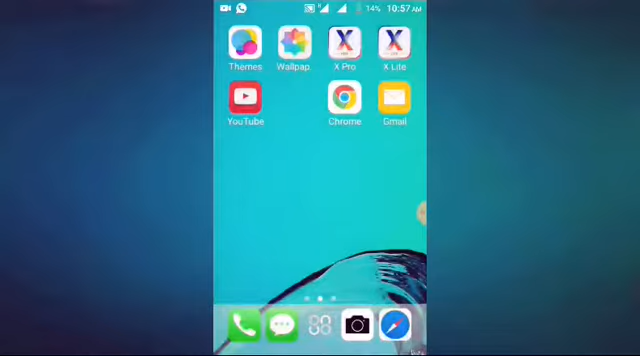 14% 10:57 AM
Themes Wallpap. X Pro X Lite
YouTube Chrome Gmail